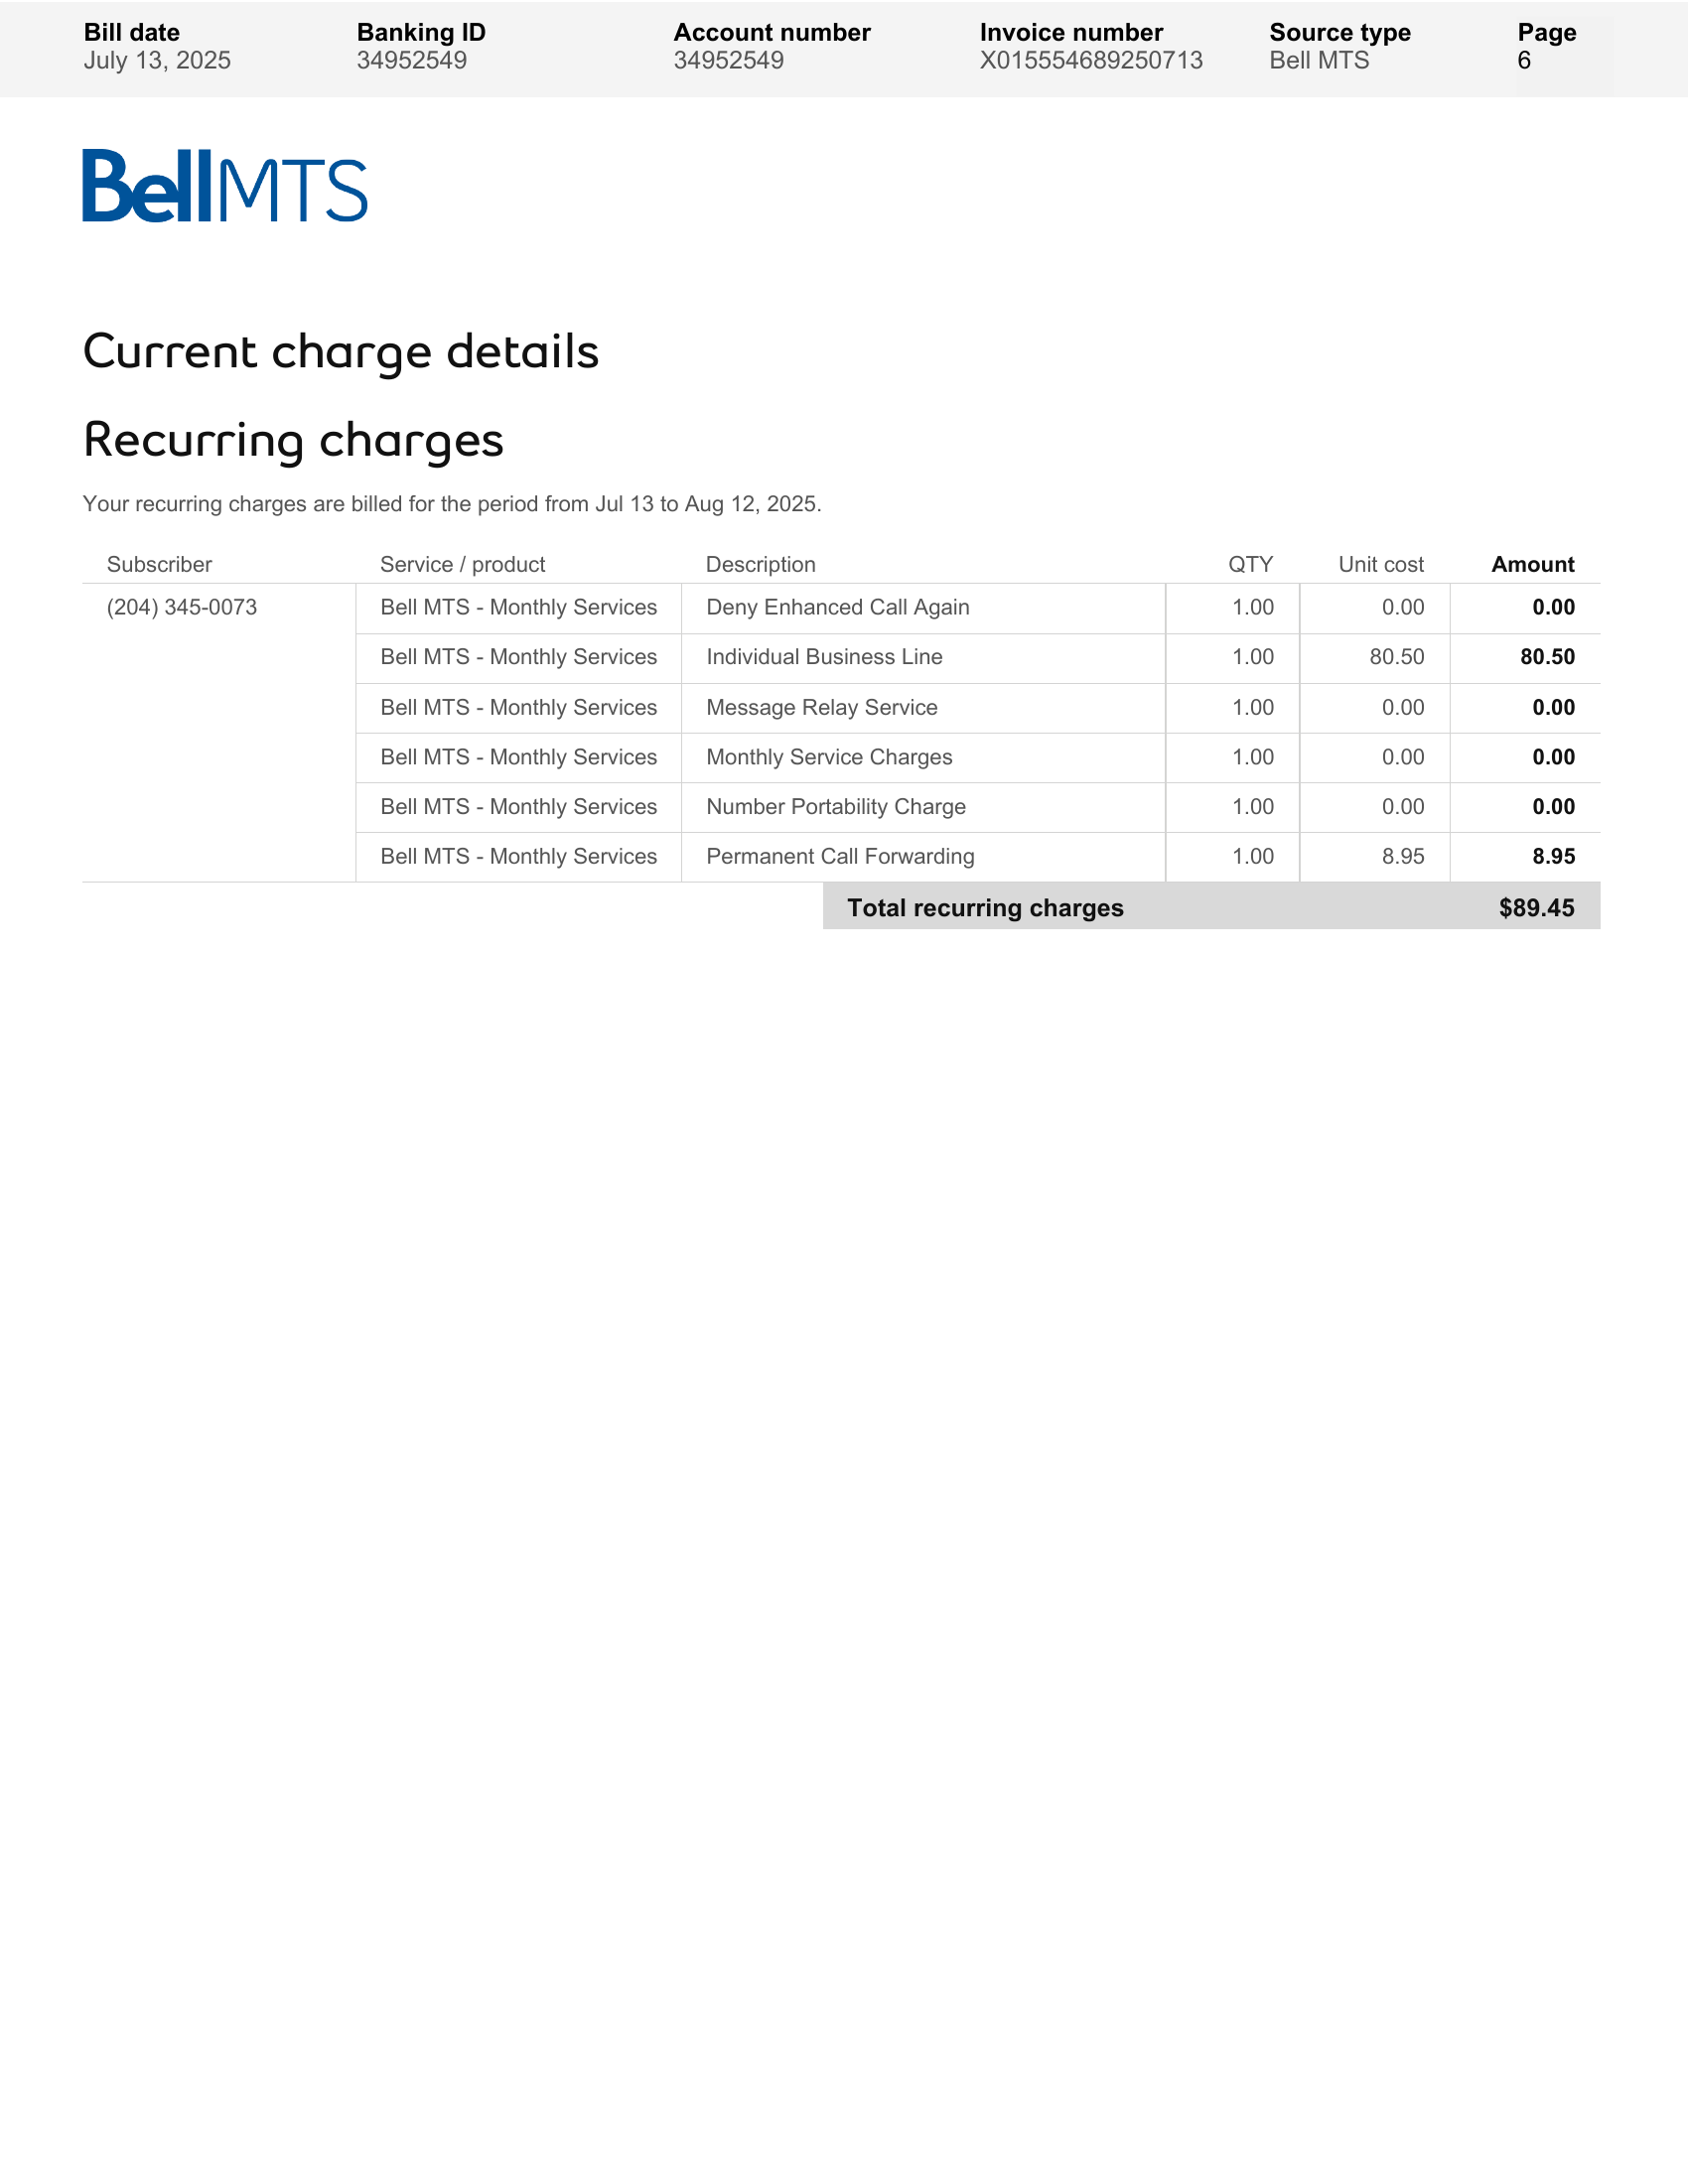 Bill date Banking ID Account number Invoice number Source type Page
July 13, 2025 34952549 34952549 X015554689250713 Bell MTS 6
BellMTS
Current charge details
Recurring charges
Your recurring charges are billed for the period from Jul 13 to Aug 12, 2025.
Subscriber Service / product Description QTY Unit cost Amount
(204) 345-0073 Bell MTS - Monthly Services Deny Enhanced Call Again 1.00 0.00 0.00
Bell MTS - Monthly Services Individual Business Line 1.00 80.50 80.50
Bell MTS - Monthly Services Message Relay Service 1.00 0.00 0.00
Bell MTS - Monthly Services Monthly Service Charges 1.00 0.00 0.00
Bell MTS - Monthly Services Number Portability Charge 1.00 0.00 0.00
Bell MTS - Monthly Services Permanent Call Forwarding 1.00 8.95 8.95
Total recurring charges $89.45